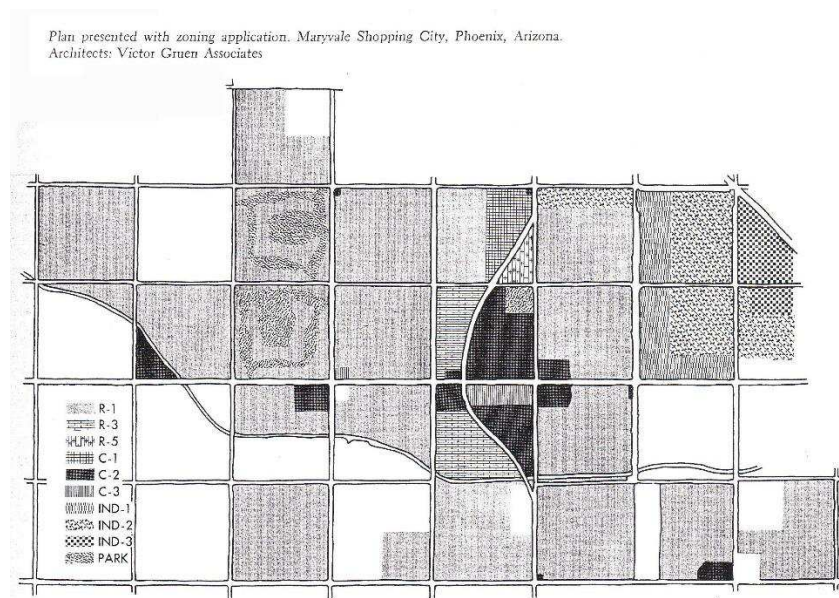 Plan presented with zoning application. Maryvale Shopping City, Phoenix, Arizona.
Architects: Victor Gruen Associates
R-1
R-3
R-5
C-1
C-2
C-3
IND-1
IND-2
IND-3
PARK